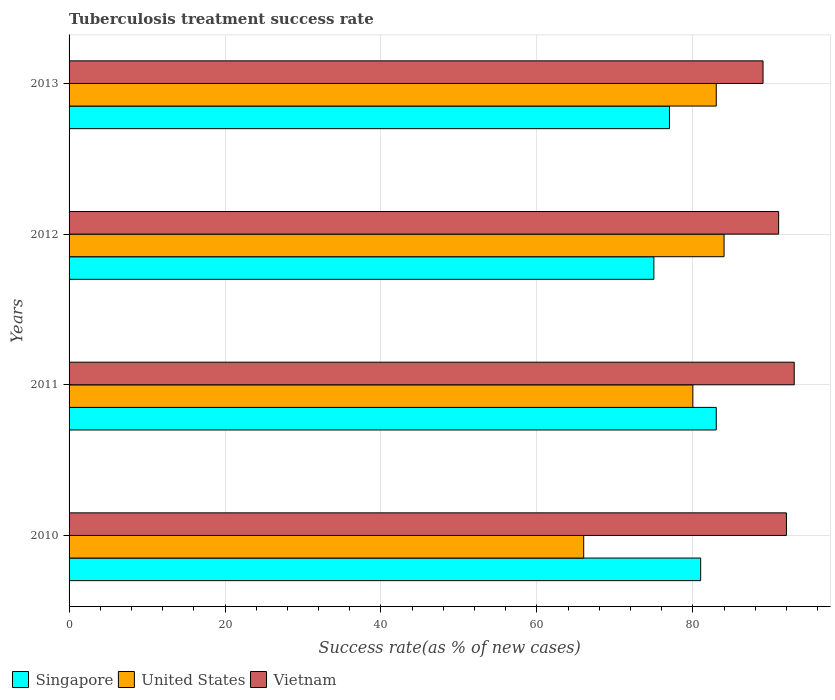 Tuberculosis treatment success rate
2013
2012
2011
2010
Years
0 20 40 60 80
Success rate(as % of new cases)
Singapore United States Vietnam